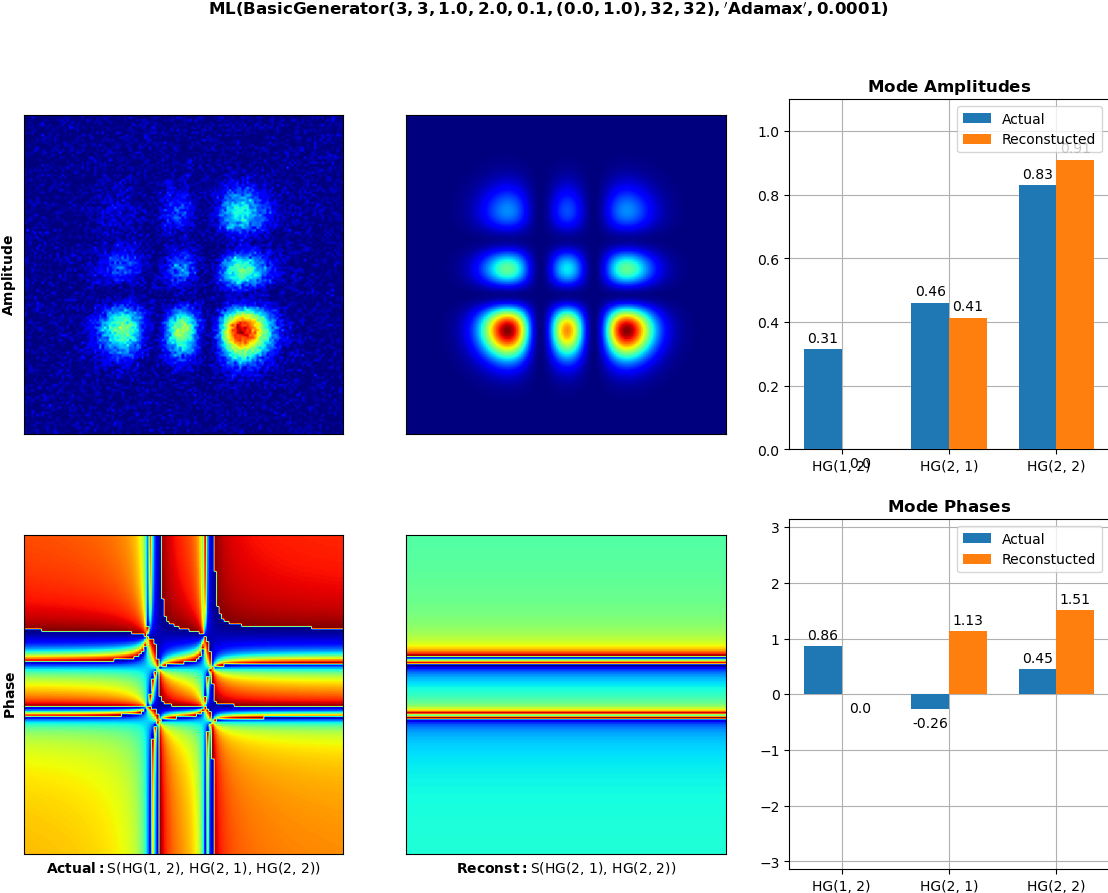 ML(BasicGenerator(3, 3, 1.0, 2.0, 0.1, (0.0, 1.0), 32, 32), ′Adamax′, 0.0001)
Amplitude
Mode Amplitudes
Actual
Reconstucted
1.0
0.8
0.6
0.4
0.2
0.0
0.31
0.0
0.46
0.41
0.83
0.91
HG(1, 2)
HG(2, 1)
HG(2, 2)
Phase
Actual: S(HG(1, 2), HG(2, 1), HG(2, 2))
Reconst: S(HG(2, 1), HG(2, 2))
Mode Phases
Actual
Reconstucted
3
2
1
0
−1
−2
−3
0.86
0.0
-0.26
1.13
0.45
1.51
HG(1, 2)
HG(2, 1)
HG(2, 2)